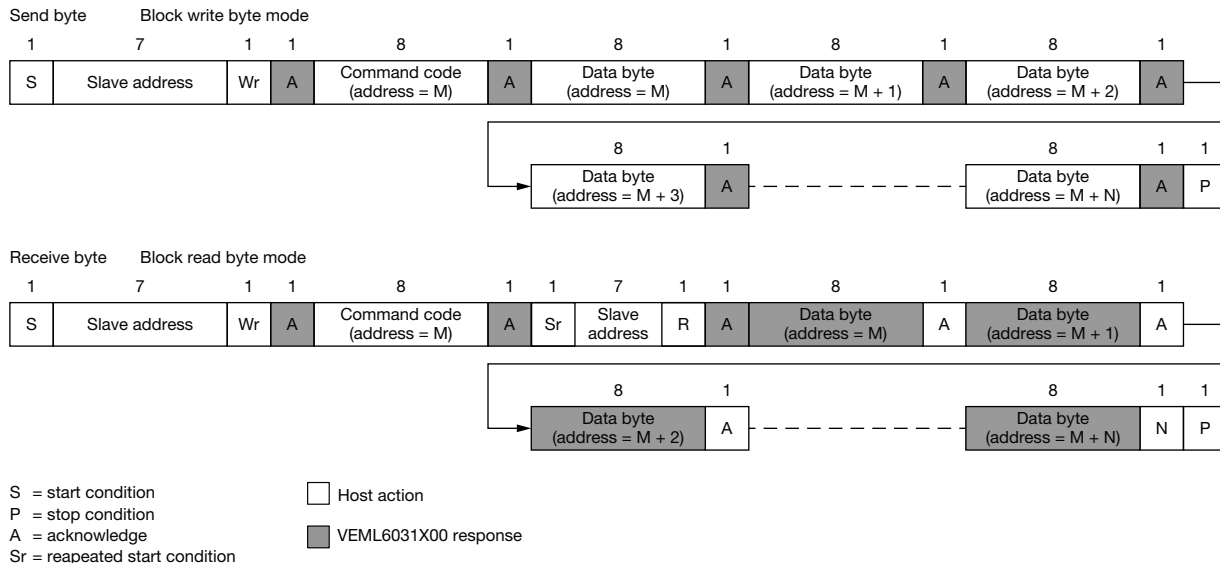 Send byte Block write byte mode
1 7 1 1 8 1 8 1 8 1 8 1
S Slave address Wr A Command code (address = M) A Data byte (address = M) A Data byte (address = M + 1) A Data byte (address = M + 2) A
8 1 8 1 1
Data byte (address = M + 3) A Data byte (address = M + N) A P
Receive byte Block read byte mode
1 7 1 1 8 1 1 7 1 1 8 1 8 1
S Slave address Wr A Command code (address = M) A Sr Slave address R A Data byte (address = M) A Data byte (address = M + 1) A
8 1 8 1 1
Data byte (address = M + 2) A Data byte (address = M + N) N P
S = start condition
P = stop condition
A = acknowledge
Sr = reapeated start condition
Host action
VEML6031X00 response